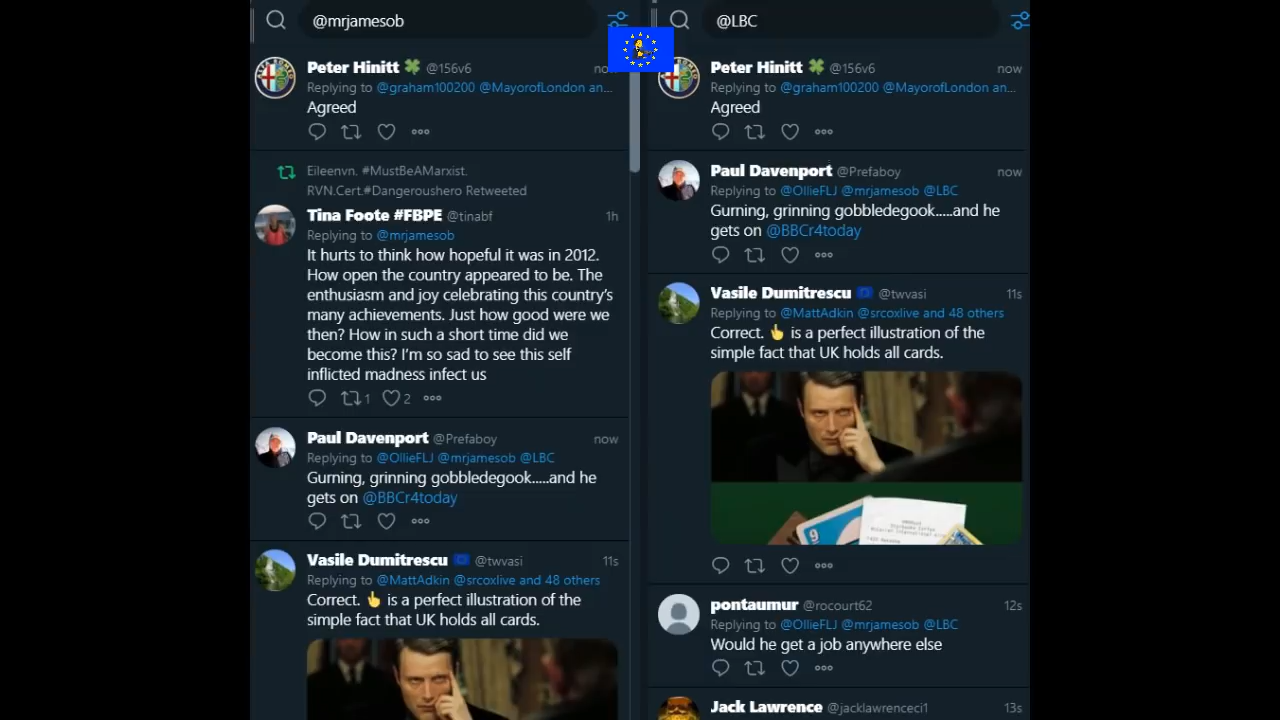 @mrjamesob
Peter Hinitt 🍀 @156v6
now
Replying to @graham100200 @MayorofLondon an...
Agreed
Eileenvn. #MustBeAMarxist.
RVN.Cert.#Dangeroushero Retweeted
Tina Foote #FBPE @tinabf
1h
Replying to @mrjamesob
It hurts to think how hopeful it was in 2012.
How open the country appeared to be. The
enthusiasm and joy celebrating this country's
many achievements. Just how good were we
then? How in such a short time did we
become this? I'm so sad to see this self
inflicted madness infect us
1 2
Paul Davenport @Prefaboy
now
Replying to @OllieFLJ @mrjamesob @LBC
Gurning, grinning gobbledegook.....and he
gets on @BBCr4today
Vasile Dumitrescu 🇪🇺 @twvasi
11s
Replying to @MattAdkin @srcoxlive and 48 others
Correct. 👆 is a perfect illustration of the
simple fact that UK holds all cards.
@LBC
Peter Hinitt 🍀 @156v6
now
Replying to @graham100200 @MayorofLondon an...
Agreed
Paul Davenport @Prefaboy
now
Replying to @OllieFLJ @mrjamesob @LBC
Gurning, grinning gobbledegook.....and he
gets on @BBCr4today
Vasile Dumitrescu 🇪🇺 @twvasi
11s
Replying to @MattAdkin @srcoxlive and 48 others
Correct. 👆 is a perfect illustration of the
simple fact that UK holds all cards.
9
pontaumur @rocourt62
12s
Replying to @OllieFLJ @mrjamesob @LBC
Would he get a job anywhere else
Jack Lawrence @jacklawrenceci1
13s